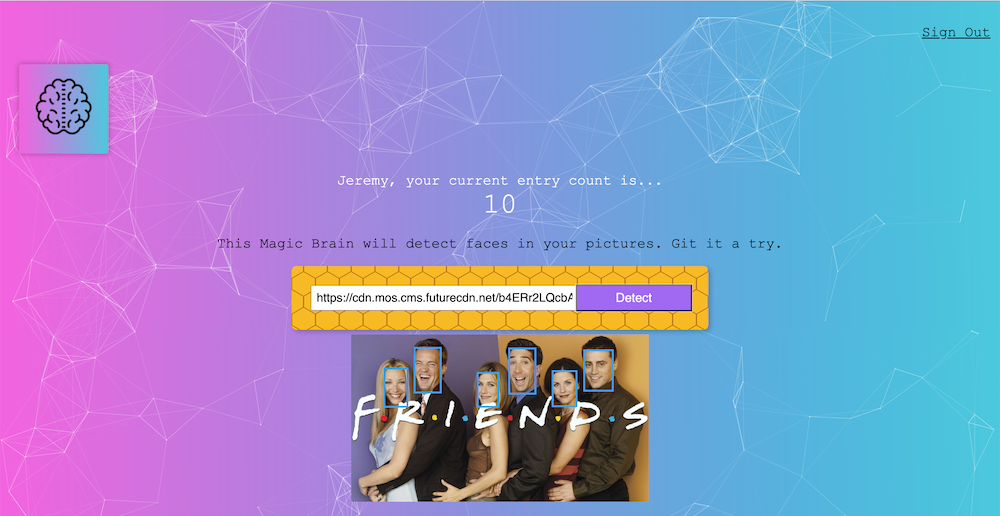 Sign Out
Jeremy, your current entry count is...
10
This Magic Brain will detect faces in your pictures. Git it a try.
https://cdn.mos.cms.futurecdn.net/b4ERr2LQcbA
Detect
F·R·I·E·N·D·S